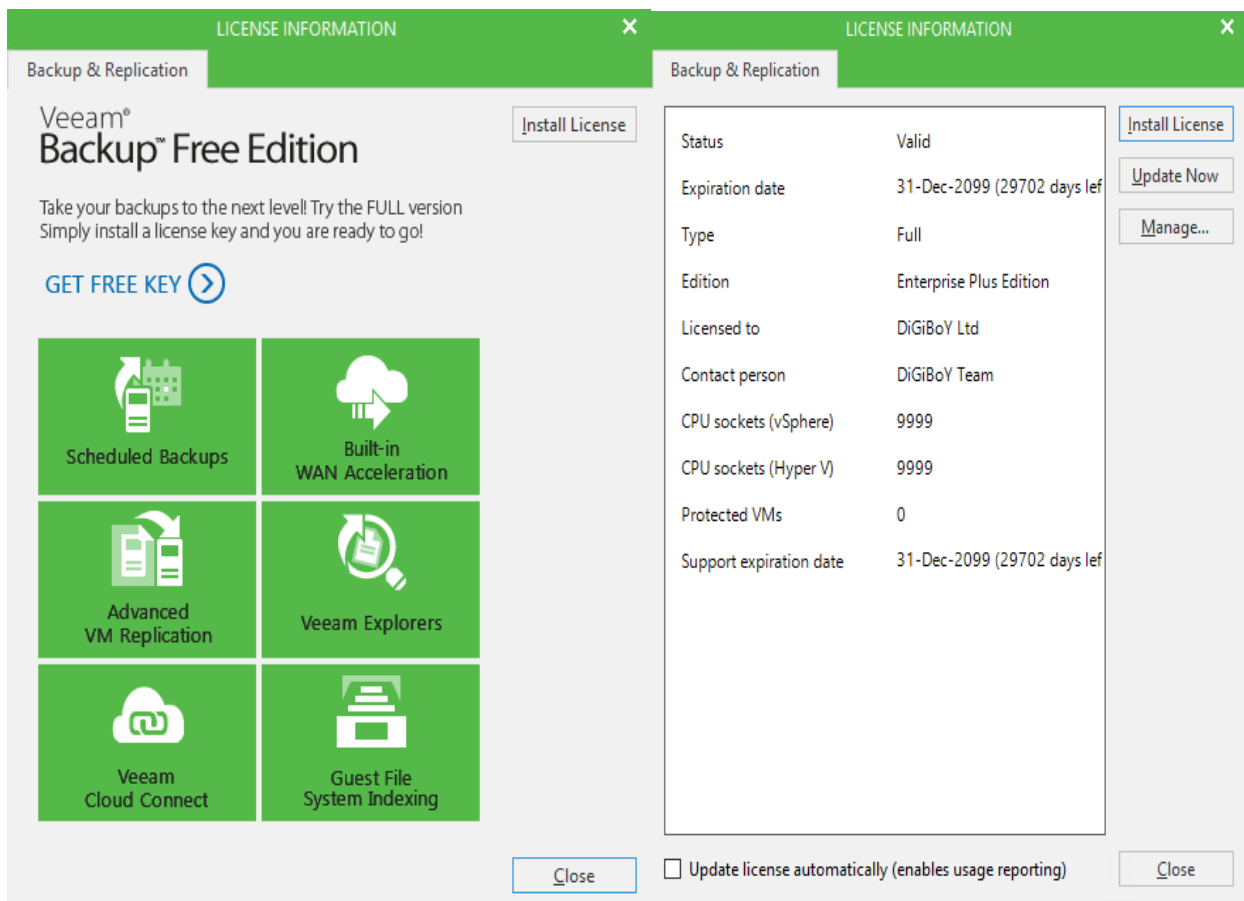 LICENSE INFORMATION
Backup & Replication
Veeam®
Backup™ Free Edition
Install License
Take your backups to the next level! Try the FULL version
Simply install a license key and you are ready to go!
GET FREE KEY
Scheduled Backups
Built-in
WAN Acceleration
Advanced
VM Replication
Veeam Explorers
Veeam
Cloud Connect
Guest File
System Indexing
Close
LICENSE INFORMATION
Backup & Replication
Status Valid
Expiration date 31-Dec-2099 (29702 days lef
Type Full
Edition Enterprise Plus Edition
Licensed to DiGiBoY Ltd
Contact person DiGiBoY Team
CPU sockets (vSphere) 9999
CPU sockets (Hyper V) 9999
Protected VMs 0
Support expiration date 31-Dec-2099 (29702 days lef
Install License
Update Now
Manage...
Update license automatically (enables usage reporting)
Close